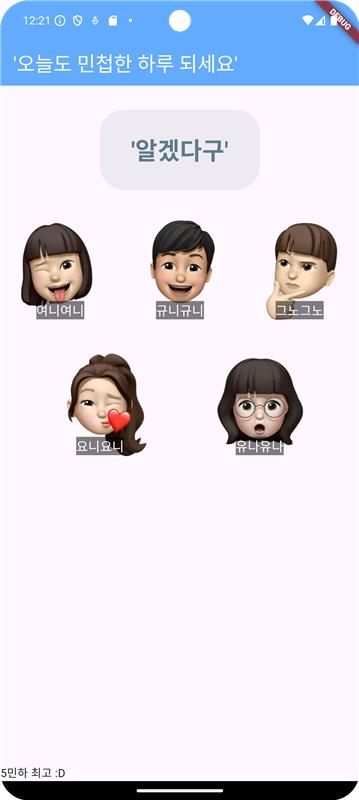 12:21
DEBUG
'오늘도 민첩한 하루 되세요'
'알겠다구'
여니여니
규니규니
그노그노
요니요니
유나유나
5민하 최고 :D